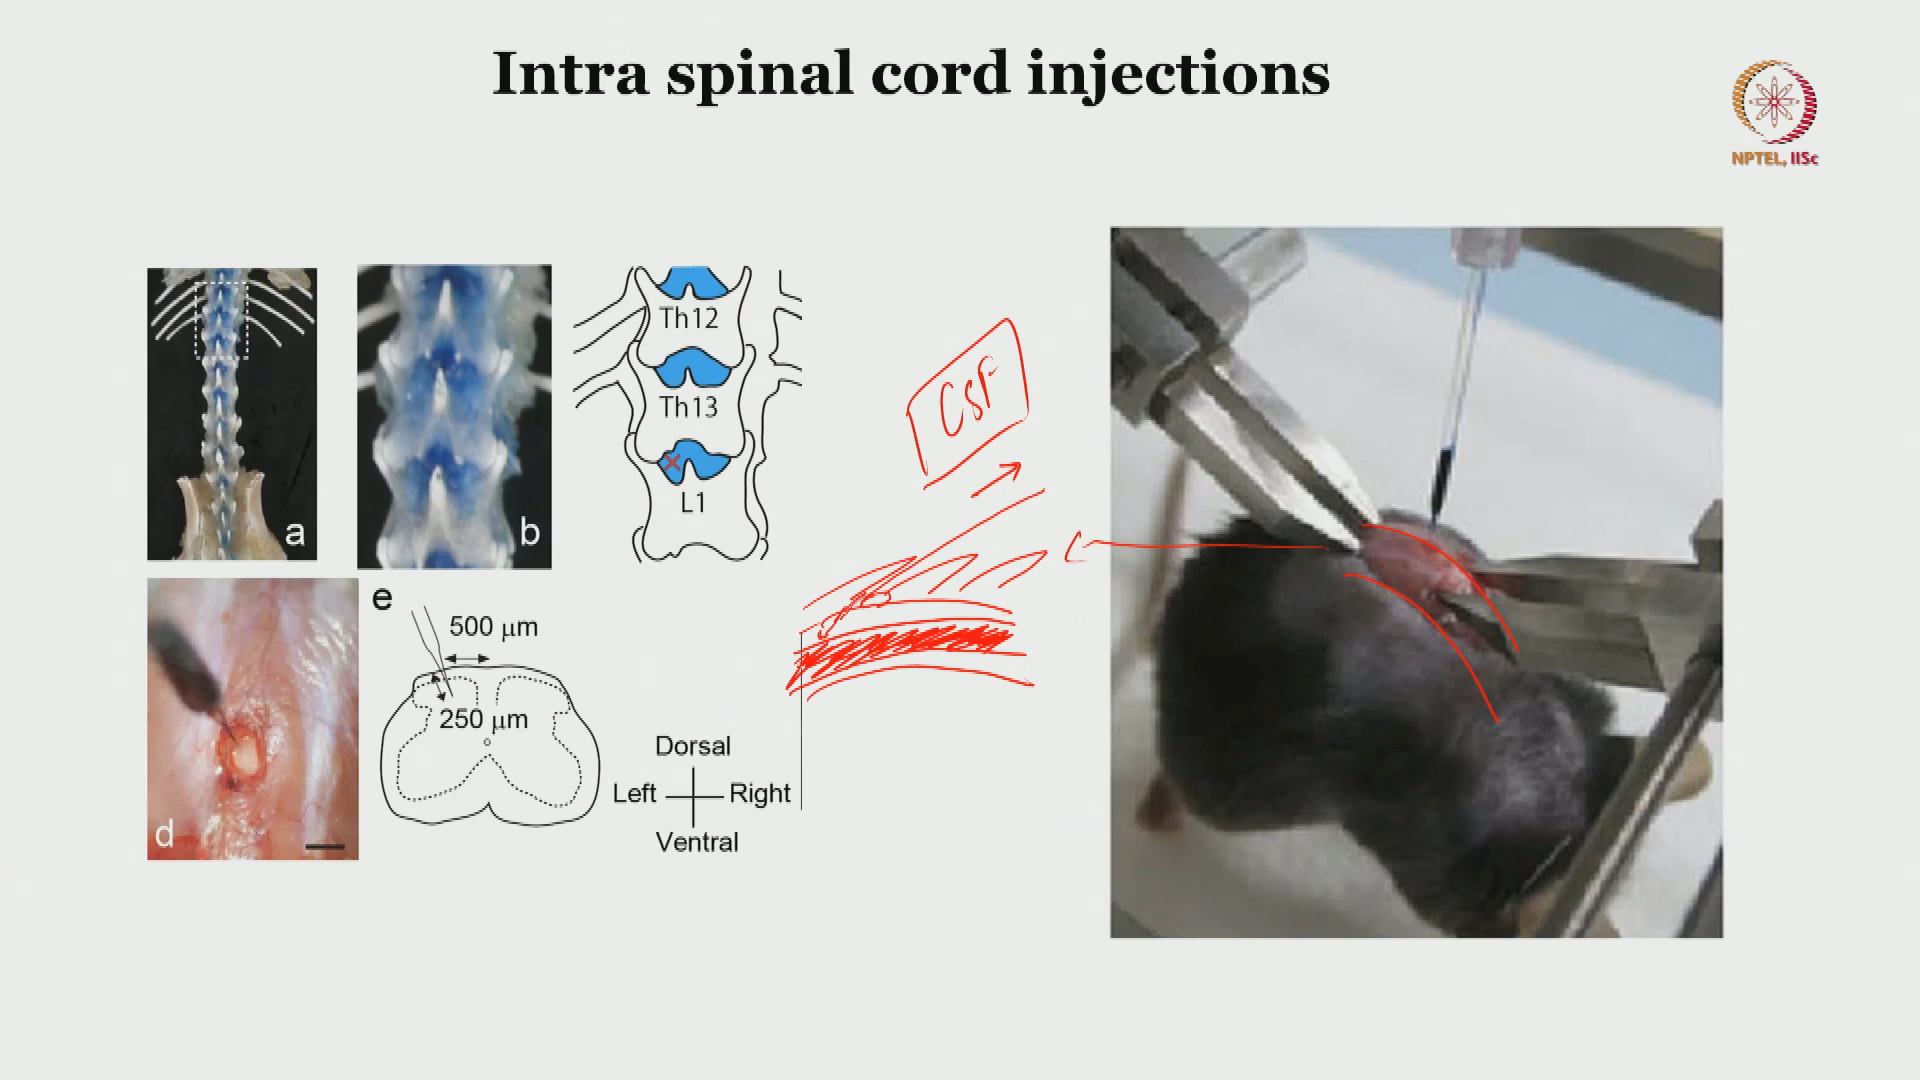 Intra spinal cord injections
NPTEL, IISc
a
b
Th12
Th13
L1
CSF
d
e
500 µm
250 µm
Dorsal
Left
Right
Ventral